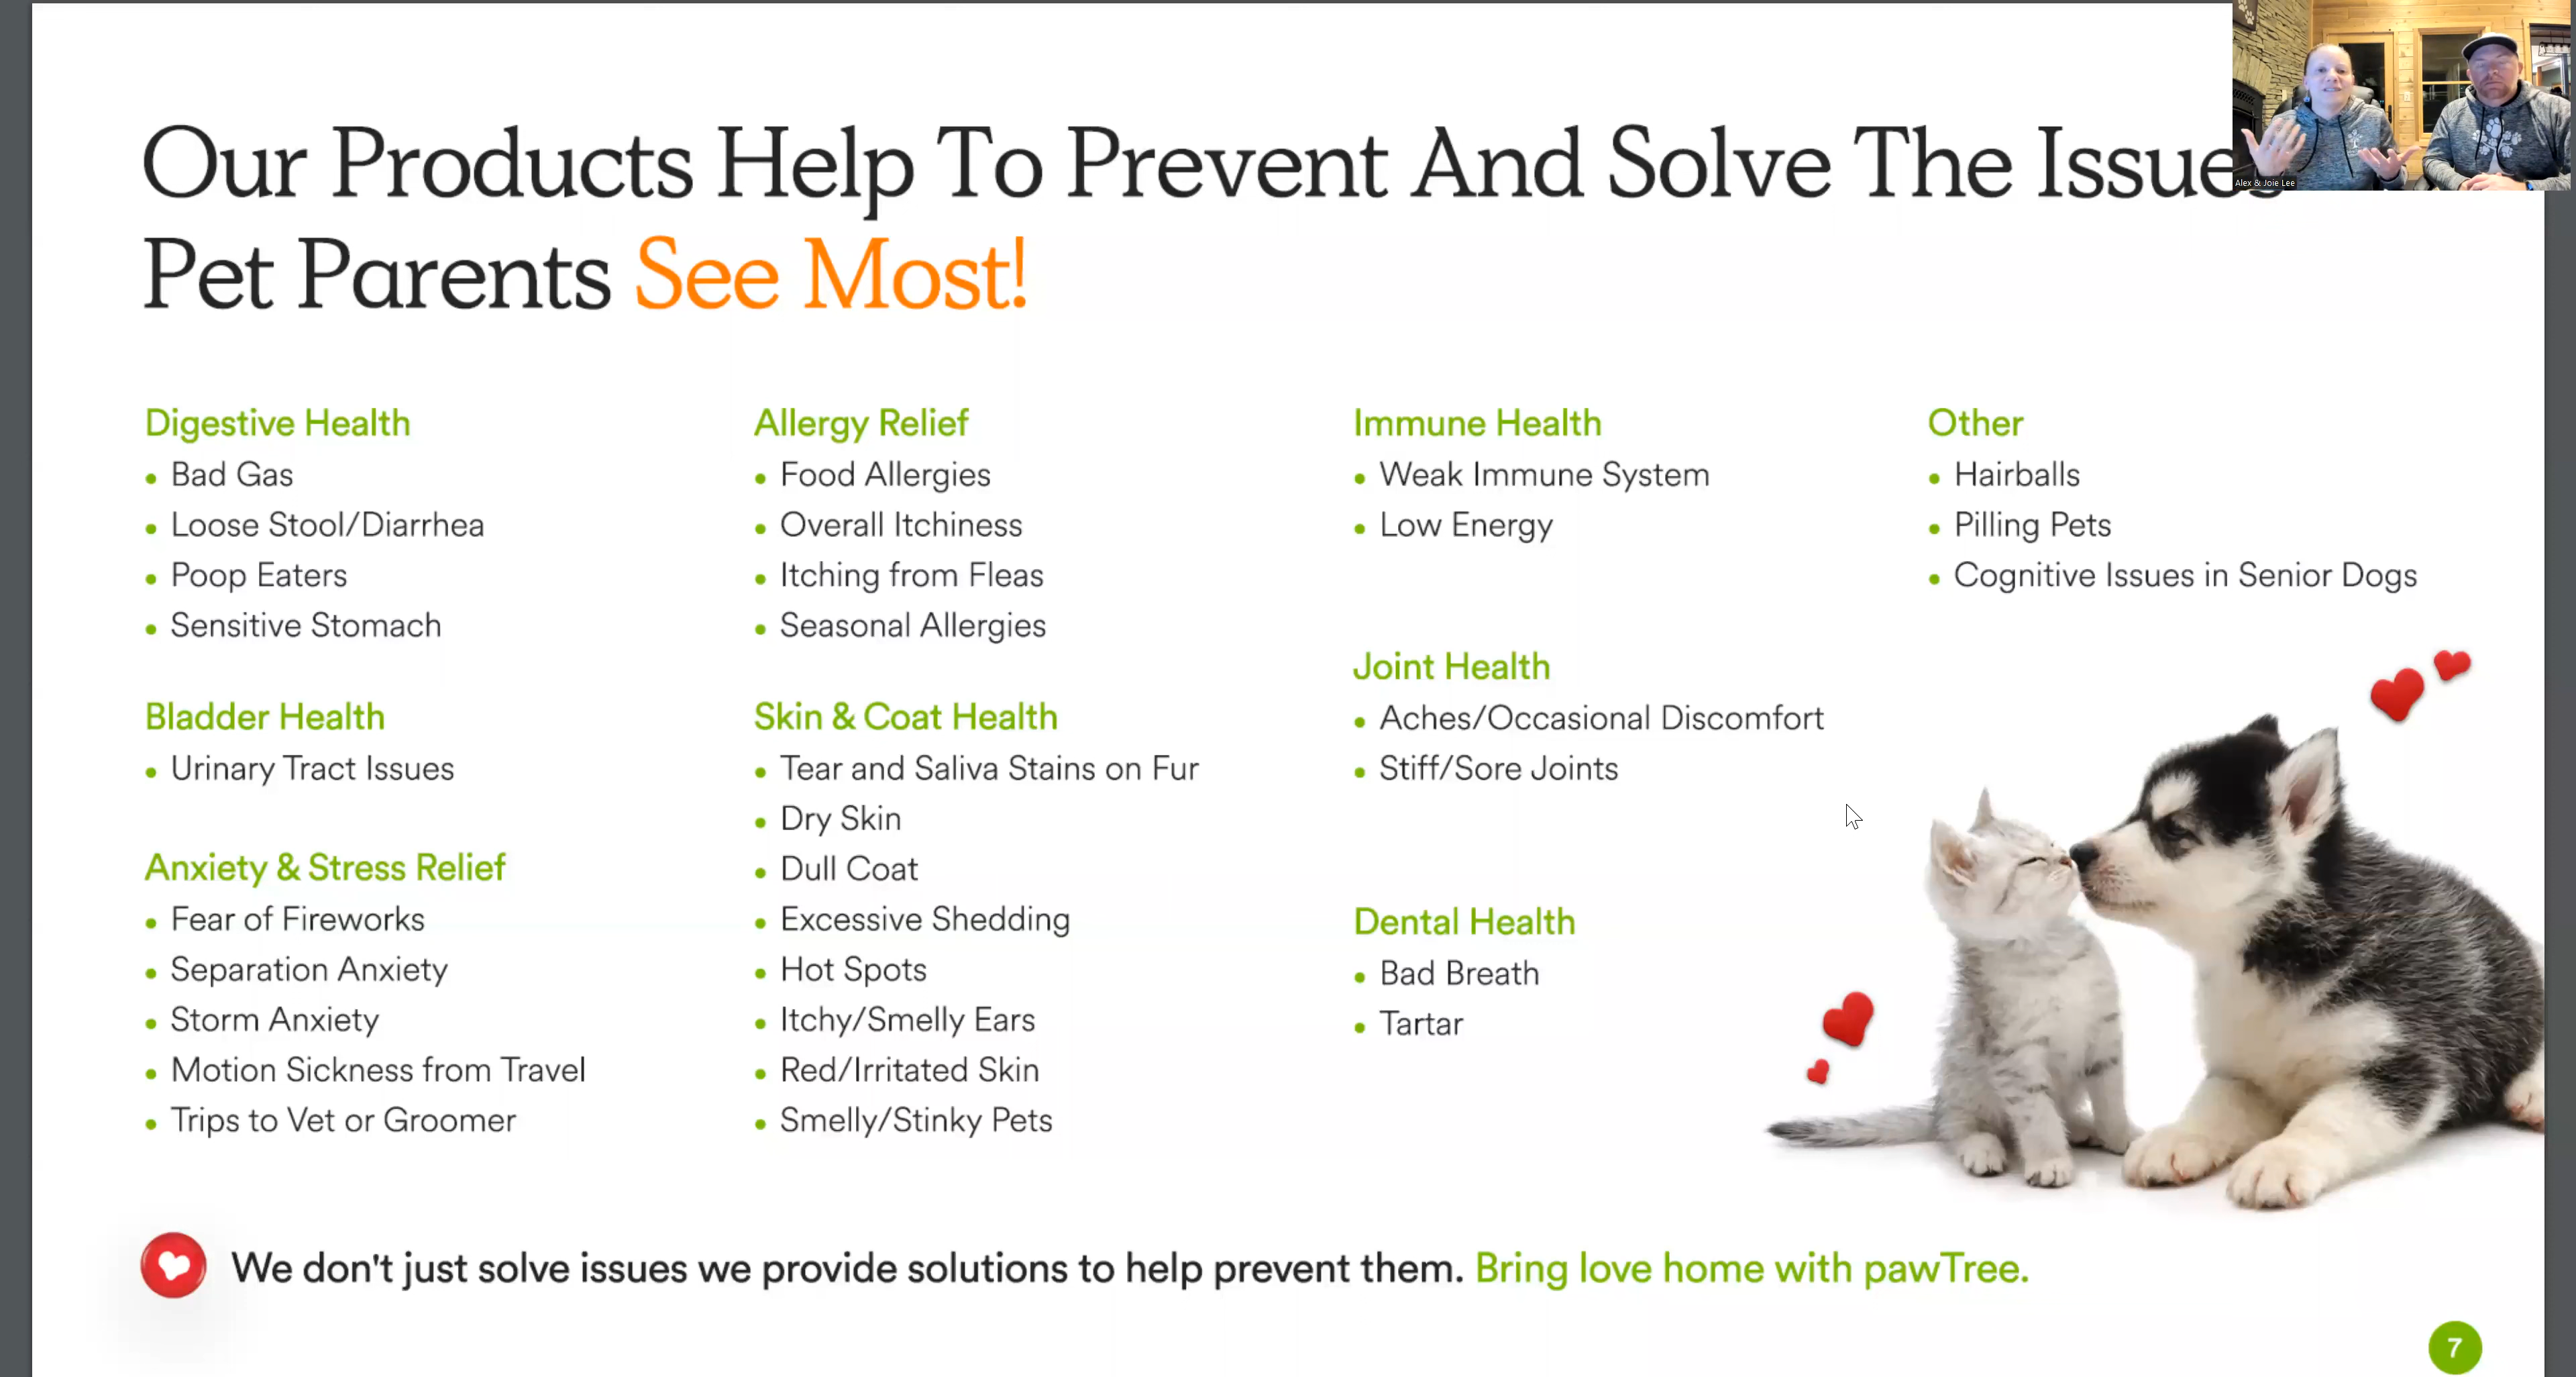 Our Products Help To Prevent And Solve The Issues
Pet Parents See Most!
Alex & Joie Lee
Digestive Health
Bad Gas
Loose Stool/Diarrhea
Poop Eaters
Sensitive Stomach
Bladder Health
Urinary Tract Issues
Anxiety & Stress Relief
Fear of Fireworks
Separation Anxiety
Storm Anxiety
Motion Sickness from Travel
Trips to Vet or Groomer
Allergy Relief
Food Allergies
Overall Itchiness
Itching from Fleas
Seasonal Allergies
Skin & Coat Health
Tear and Saliva Stains on Fur
Dry Skin
Dull Coat
Excessive Shedding
Hot Spots
Itchy/Smelly Ears
Red/Irritated Skin
Smelly/Stinky Pets
Immune Health
Weak Immune System
Low Energy
Joint Health
Aches/Occasional Discomfort
Stiff/Sore Joints
Dental Health
Bad Breath
Tartar
Other
Hairballs
Pilling Pets
Cognitive Issues in Senior Dogs
We don't just solve issues we provide solutions to help prevent them. Bring love home with pawTree.
7